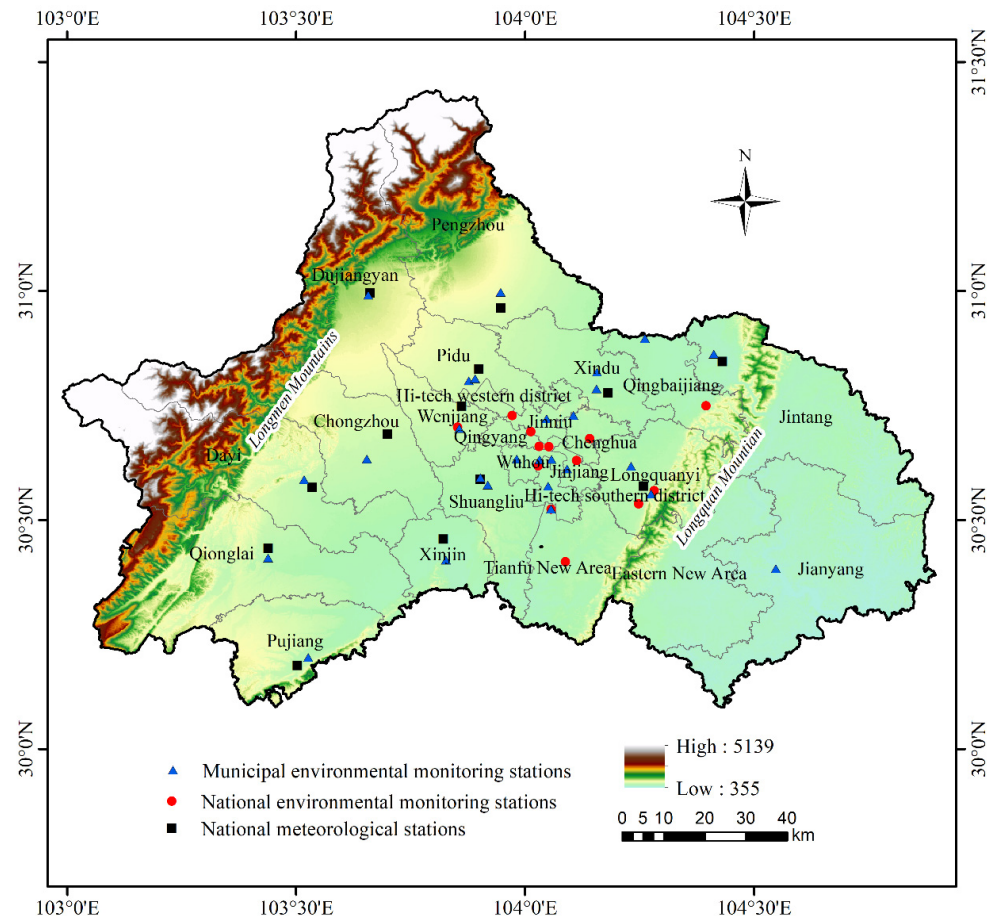 103°0'E 103°30'E 104°0'E 104°30'E
31°30'N 31°30'N
N
Pengzhou
Dujiangyan
31°0'N 31°0'N
Pidu
Xindu
Qingbaijiang
Hi-tech western district
Longmen Mountains
Wenjiang
Jinniu
Jintang
Chongzhou
Qingyang
Chenghua
Dayi
Wuhou
Jinjiang
Longquanyi
Longquan Mountian
Shuangliu
Hi-tech southern district
30°30'N 30°30'N
Qionglai
Xinjin
Tianfu New Area
Eastern New Area
Jianyang
Pujiang
30°0'N 30°0'N
Municipal environmental monitoring stations
National environmental monitoring stations
National meteorological stations
High : 5139
Low : 355
0 5 10 20 30 40
km
103°0'E 103°30'E 104°0'E 104°30'E